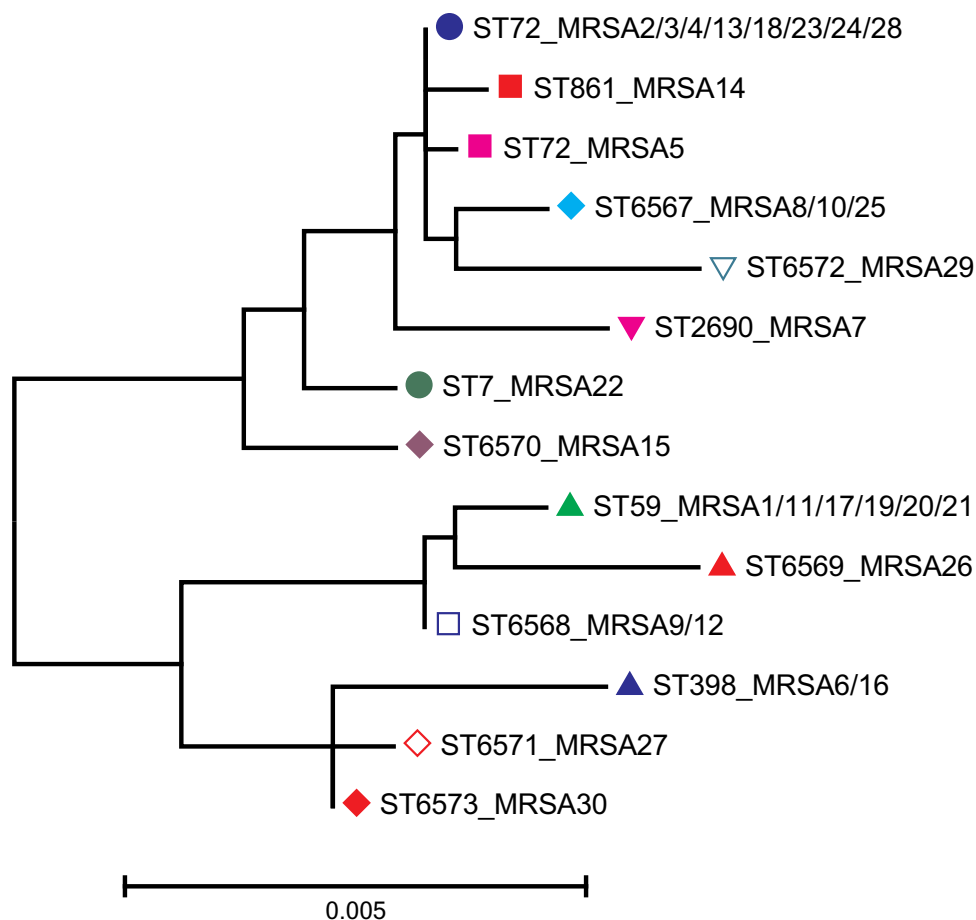 ST72_MRSA2/3/4/13/18/23/24/28
ST861_MRSA14
ST72_MRSA5
ST6567_MRSA8/10/25
ST6572_MRSA29
ST2690_MRSA7
ST7_MRSA22
ST6570_MRSA15
ST59_MRSA1/11/17/19/20/21
ST6569_MRSA26
ST6568_MRSA9/12
ST398_MRSA6/16
ST6571_MRSA27
ST6573_MRSA30
0.005